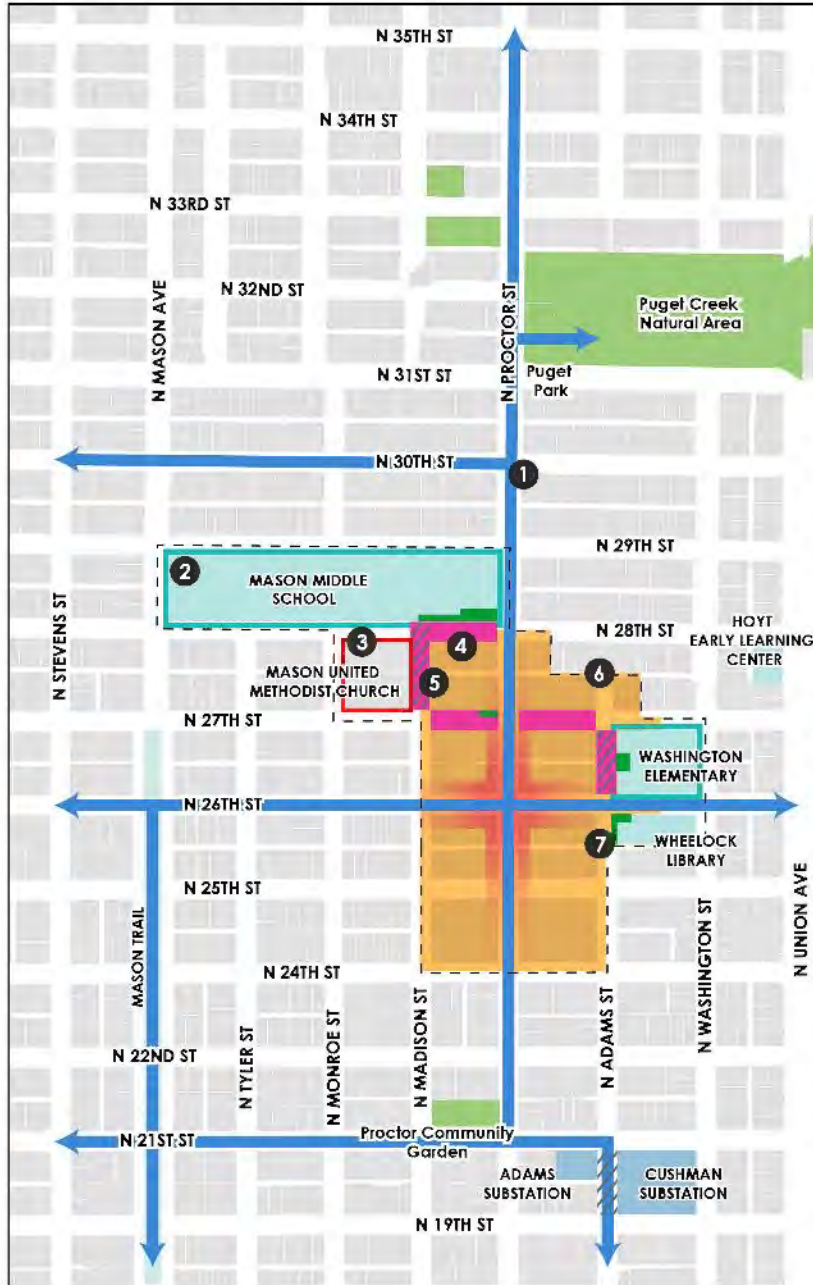 N 35TH ST
N 34TH ST
N 33RD ST
N MASON AVE
N 32ND ST
N PROCTOR ST
Puget Creek
Natural Area
N 31ST ST
Puget
Park
N 30TH ST
1
N 29TH ST
2
MASON MIDDLE
SCHOOL
N STEVENS ST
3
4
N 28TH ST
HOYT
EARLY LEARNING
CENTER
MASON UNITED
METHODIST CHURCH
5
6
N 27TH ST
WASHINGTON
ELEMENTARY
N 26TH ST
7
WHEELOCK
LIBRARY
N 25TH ST
MASON TRAIL
N UNION AVE
N WASHINGTON ST
N 24TH ST
N TYLER ST
N MONROE ST
N MADISON ST
N ADAMS ST
N 22ND ST
N 21ST ST
Proctor Community
Garden
ADAMS
SUBSTATION
CUSHMAN
SUBSTATION
N 19TH ST